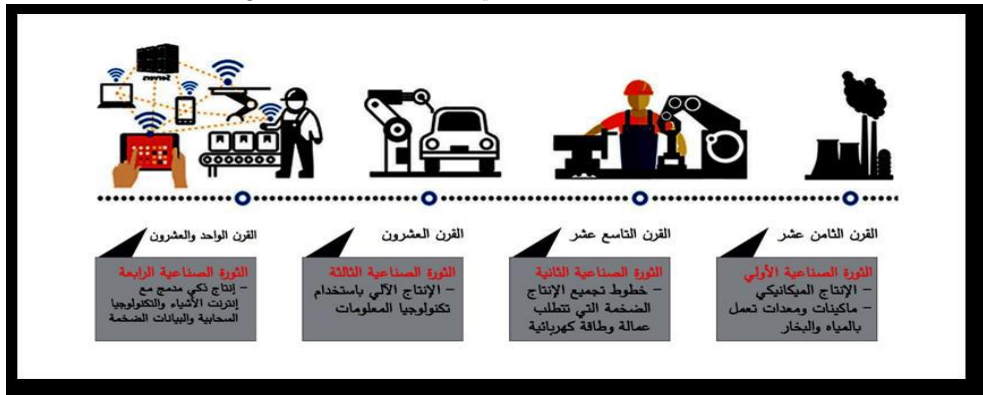 Servers
القرن الثامن عشر
الثورة الصناعية الأولي
– الإنتاج الميكانيكي
– ماكينات ومعدات تعمل
بالمياه والبخار
القرن التاسع عشر
الثورة الصناعية الثانية
– خطوط تجميع الإنتاج
الضخمة التي تتطلب
عمالة وطاقة كهربائية
القرن العشرون
الثورة الصناعية الثالثة
– الإنتاج الآلي باستخدام
تكنولوجيا المعلومات
القرن الواحد والعشرون
الثورة الصناعية الرابعة
– إنتاج ذكي مدمج مع
إنترنت الأشياء والتكنولوجيا
السحابية والبيانات الضخمة